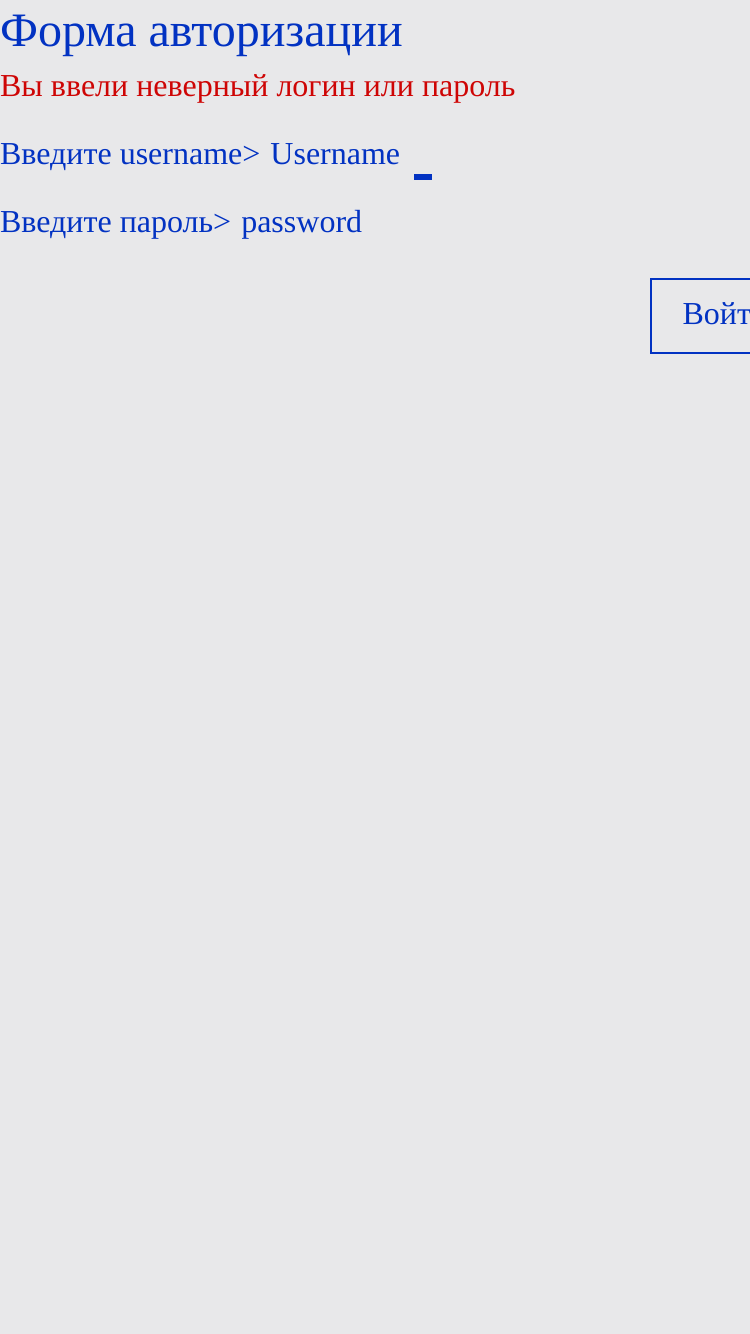 Форма авторизации
Вы ввели неверный логин или пароль
Введите username> Username
Введите пароль> password
Войт